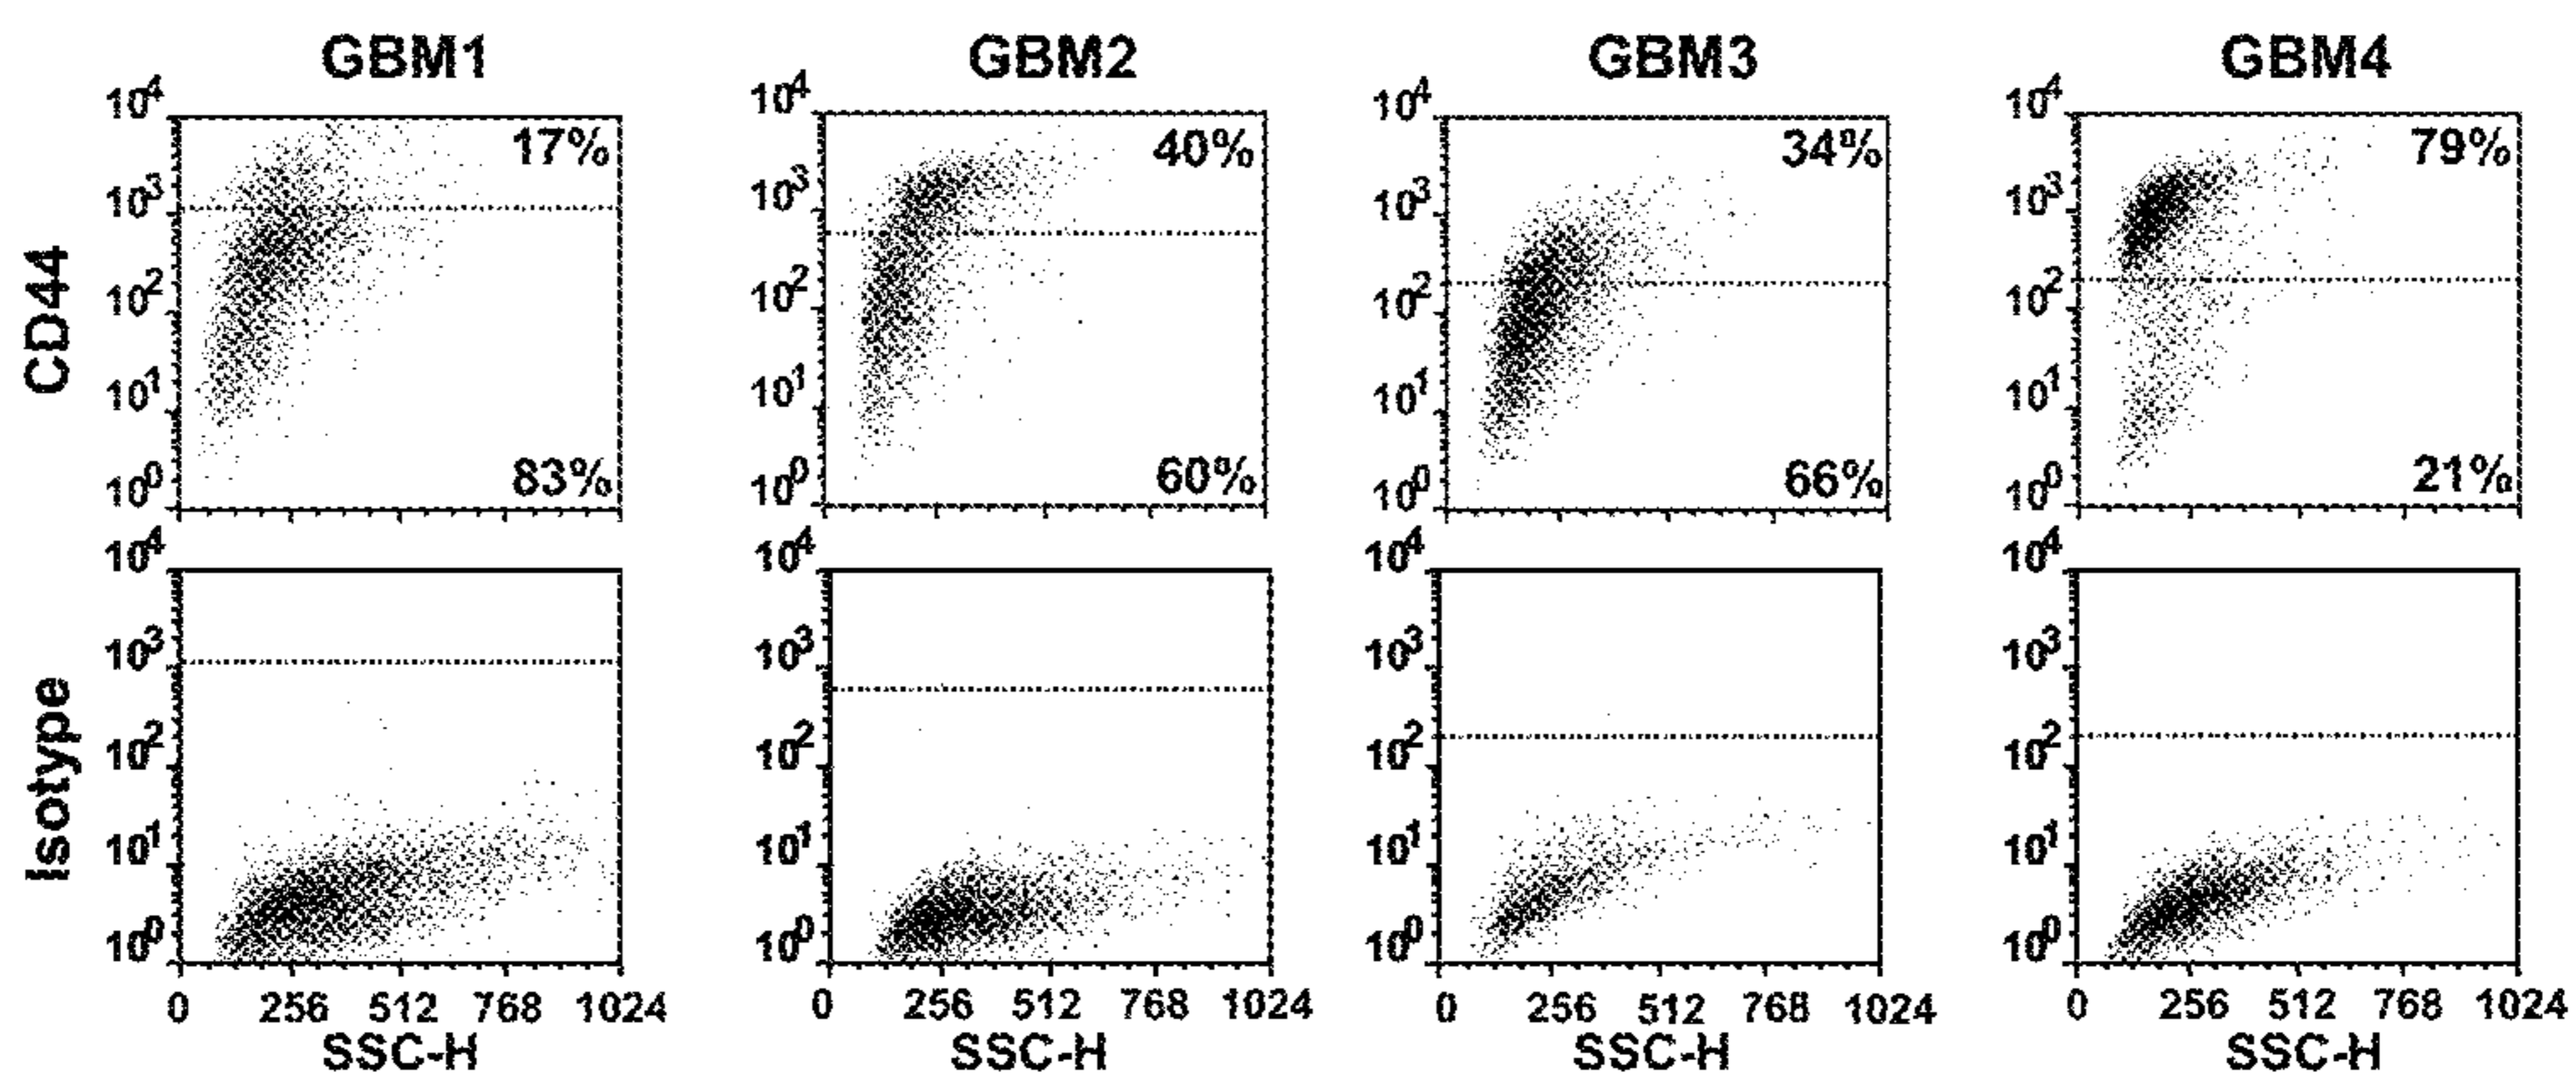 GBM1 GBM2 GBM3 GBM4
CD44
10⁴ 10³ 10² 10¹ 10⁰ 17% 83%
10⁴ 10³ 10² 10¹ 10⁰ 40% 60%
10⁴ 10³ 10² 10¹ 10⁰ 34% 66%
10⁴ 10³ 10² 10¹ 10⁰ 79% 21%
Isotype
10⁴ 10³ 10² 10¹ 10⁰
10⁴ 10³ 10² 10¹ 10⁰
10⁴ 10³ 10² 10¹ 10⁰
10⁴ 10³ 10² 10¹ 10⁰
0 256 512 768 1024 0 256 512 768 1024 0 256 512 768 1024 0 256 512 768 1024
SSC-H SSC-H SSC-H SSC-H